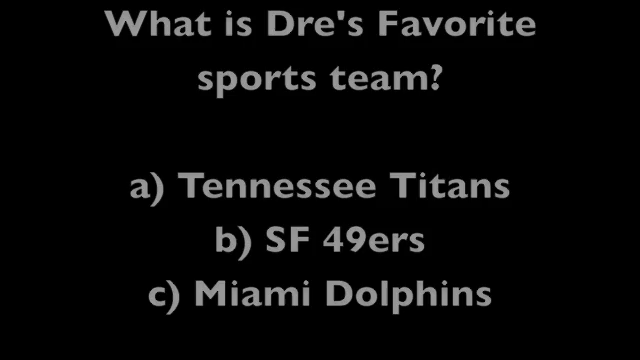 What is Dre's Favorite
sports team?
a) Tennessee Titans
b) SF 49ers
c) Miami Dolphins